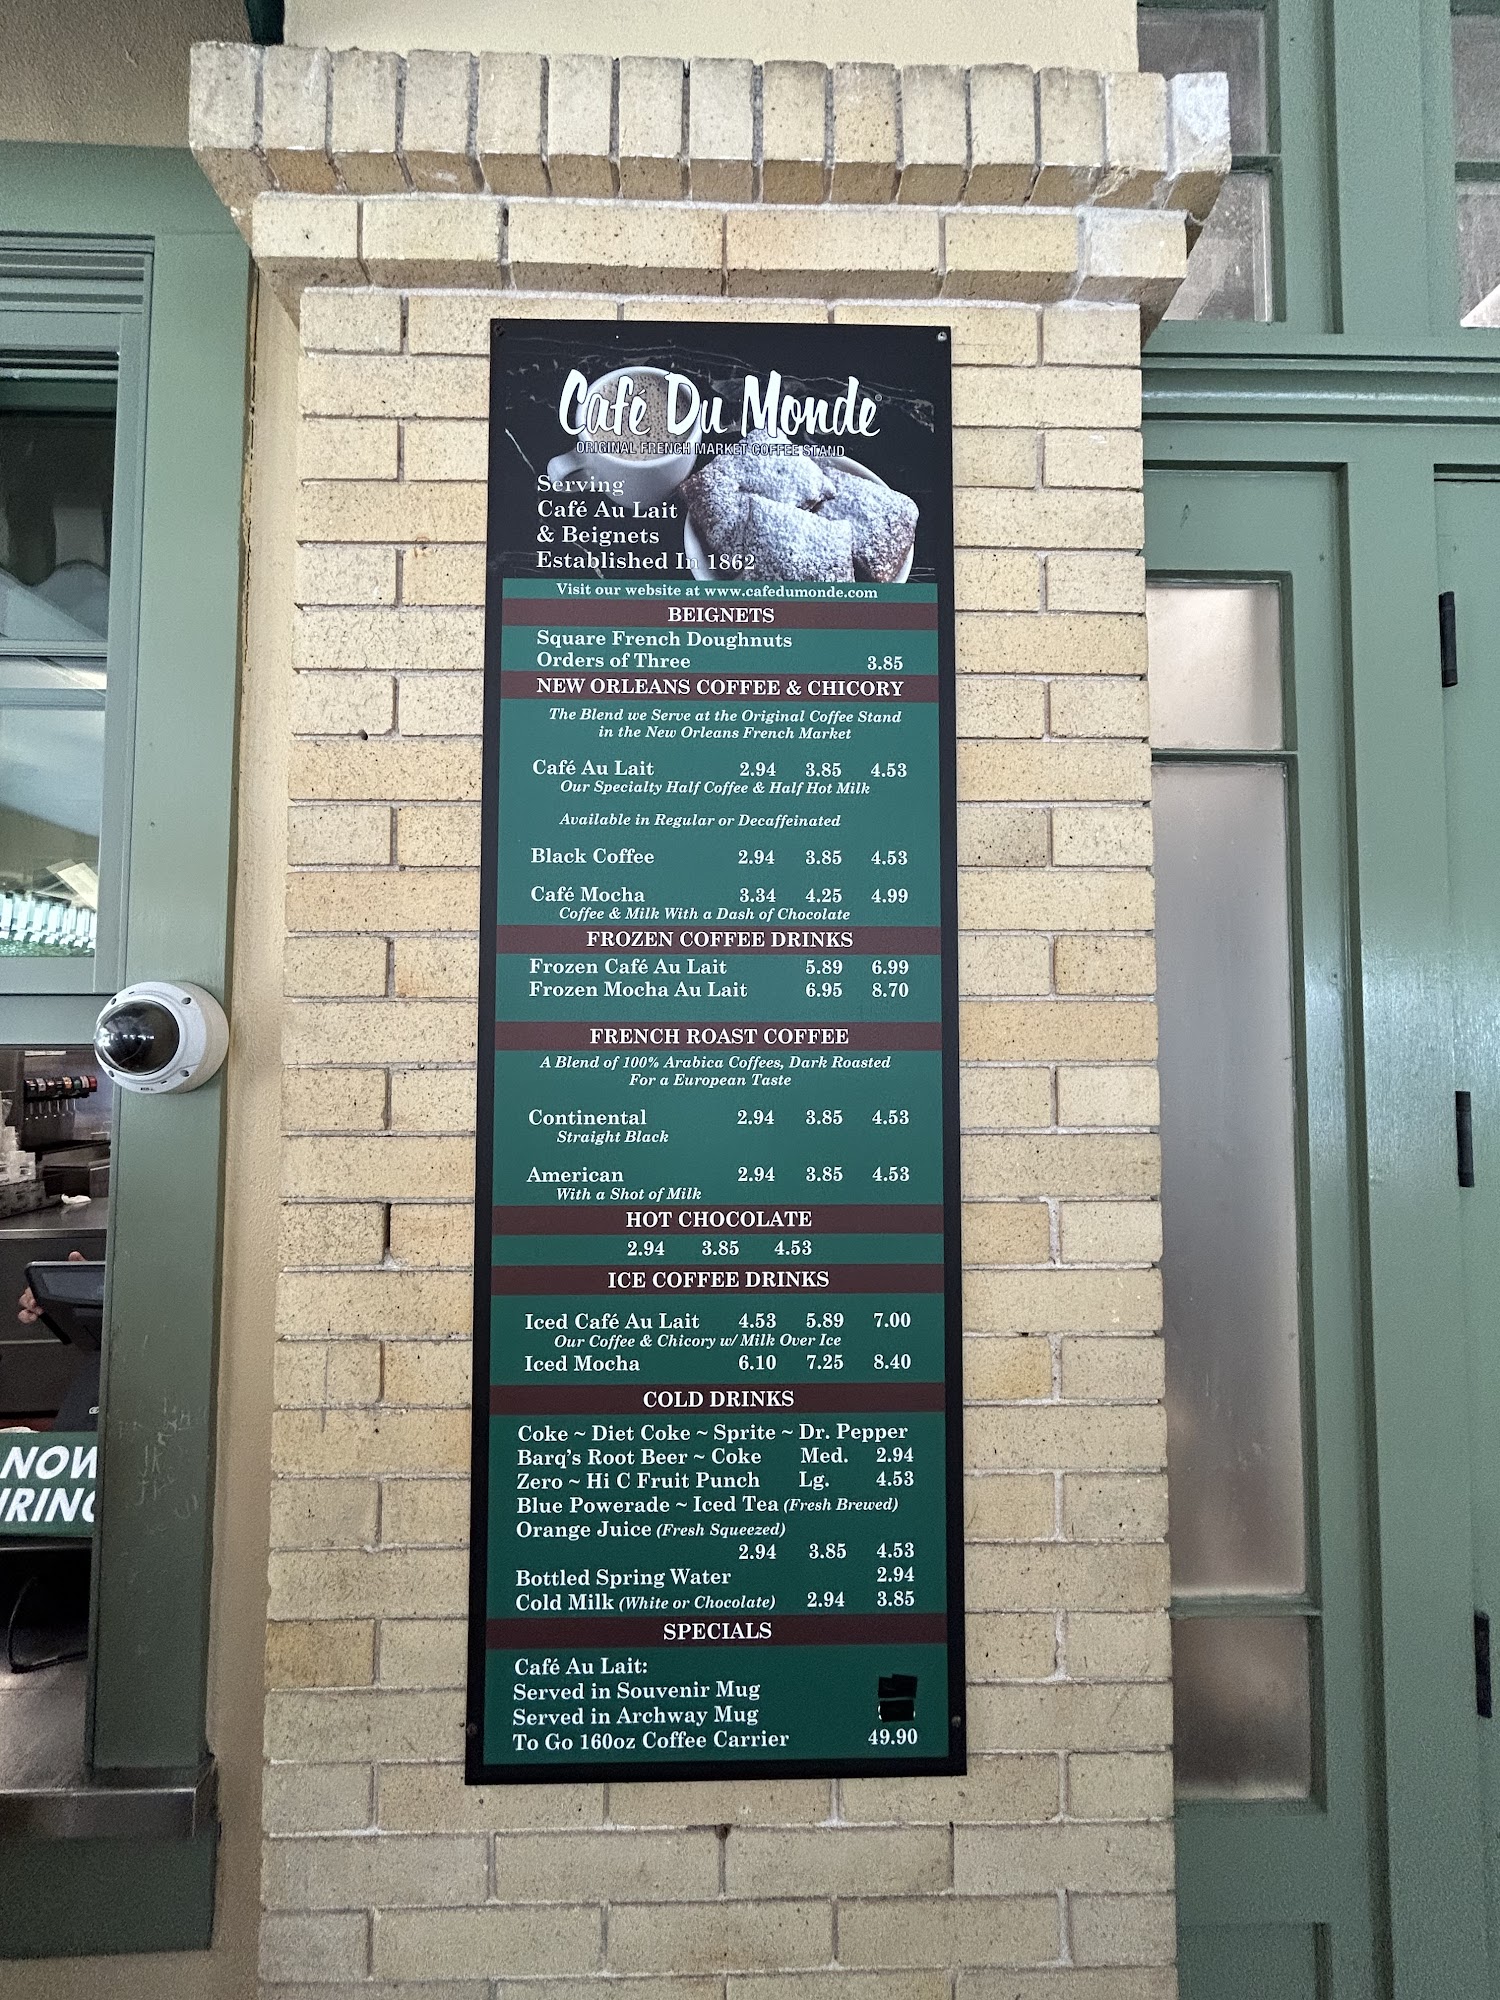 Café Du Monde®
ORIGINAL FRENCH MARKET COFFEE STAND
Serving
Café Au Lait
& Beignets
Established In 1862
Visit our website at www.cafedumonde.com
BEIGNETS
Square French Doughnuts
Orders of Three 3.85
NEW ORLEANS COFFEE & CHICORY
The Blend we Serve at the Original Coffee Stand
in the New Orleans French Market
Café Au Lait 2.94 3.85 4.53
Our Specialty Half Coffee & Half Hot Milk
Available in Regular or Decaffeinated
Black Coffee 2.94 3.85 4.53
Café Mocha 3.34 4.25 4.99
Coffee & Milk With a Dash of Chocolate
FROZEN COFFEE DRINKS
Frozen Café Au Lait 5.89 6.99
Frozen Mocha Au Lait 6.95 8.70
FRENCH ROAST COFFEE
A Blend of 100% Arabica Coffees, Dark Roasted
For a European Taste
Continental 2.94 3.85 4.53
Straight Black
American 2.94 3.85 4.53
With a Shot of Milk
HOT CHOCOLATE
2.94 3.85 4.53
ICE COFFEE DRINKS
Iced Café Au Lait 4.53 5.89 7.00
Our Coffee & Chicory w/ Milk Over Ice
Iced Mocha 6.10 7.25 8.40
COLD DRINKS
Coke ~ Diet Coke ~ Sprite ~ Dr. Pepper
Barq's Root Beer ~ Coke Med. 2.94
Zero ~ Hi C Fruit Punch Lg. 4.53
Blue Powerade ~ Iced Tea (Fresh Brewed)
Orange Juice (Fresh Squeezed)
2.94 3.85 4.53
Bottled Spring Water 2.94
Cold Milk (White or Chocolate) 2.94 3.85
SPECIALS
Café Au Lait:
Served in Souvenir Mug
Served in Archway Mug
To Go 160oz Coffee Carrier 49.90
NOW
IRING